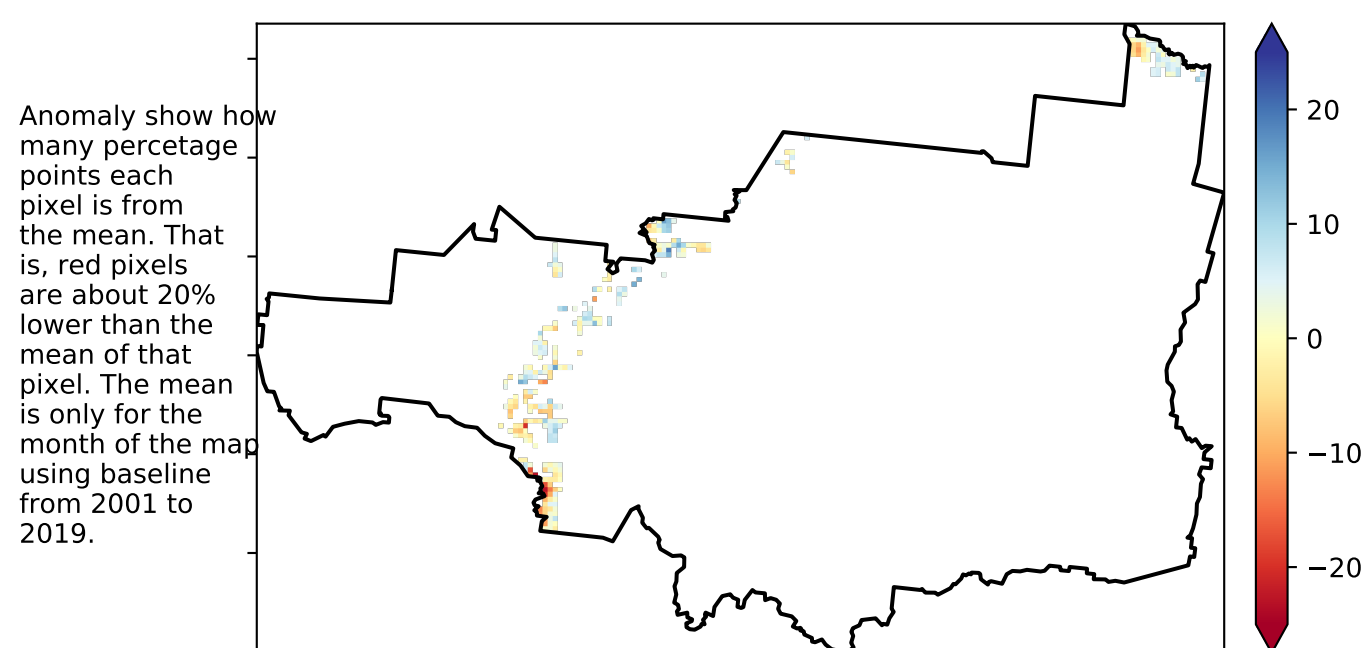 Anomaly show how
many percetage
points each
pixel is from
the mean. That
is, red pixels
are about 20%
lower than the
mean of that
pixel. The mean
is only for the
month of the map
using baseline
from 2001 to
2019.
20
10
0
−10
−20